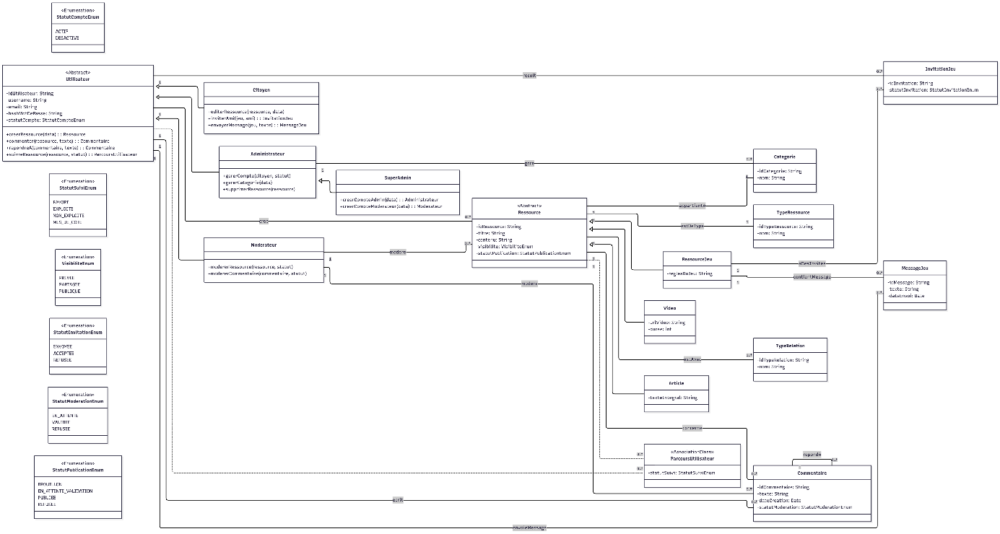 «Enumeration»
StatutCompteEnum
ACTIF
DESACTIVE
«Abstract»
Utilisateur
-idUtilisateur: String
-username: String
-email: String
-hashMotDePasse: String
-statutCompte: StatutCompteEnum
+creerRessource(data) : : Ressource
+commenter(ressource, texte) : : Commentaire
+repondreA(commentaire, texte) : : Commentaire
+suivreRessource(ressource, statut) : : ParcoursUtilisateur
«Enumeration»
StatutSuiviEnum
FAVORI
EXPLOITE
NON_EXPLOITE
MIS_DE_COTE
«Enumeration»
VisibiliteEnum
PRIVEE
PARTAGEE
PUBLIQUE
«Enumeration»
StatutInvitationEnum
ENVOYEE
ACCEPTEE
REFUSEE
«Enumeration»
StatutModerationEnum
EN_ATTENTE
VALIDEE
REFUSEE
«Enumeration»
StatutPublicationEnum
BROUILLON
EN_ATTENTE_VALIDATION
PUBLIEE
REFUSEE
Citoyen
+editerRessource(ressource, data)
+inviterAmi(jeu, ami) : : InvitationJeu
+envoyerMessage(jeu, texte) : : MessageJeu
Administrateur
+gererCompte(citoyen, statut)
+gererCategorie(data)
+supprimerRessource(ressource)
SuperAdmin
+creerCompteAdmin(data) : : Administrateur
+creerCompteModerateur(data) : : Moderateur
Moderateur
+modererRessource(ressource, statut)
+modererCommentaire(commentaire, statut)
«Abstract»
Ressource
-idRessource: String
-titre: String
-contenu: String
-visibilite: VisibiliteEnum
-statutPublication: StatutPublicationEnum
RessourceJeu
-reglesDuJeu: String
Video
-urlVideo: String
-duree: int
Article
-texteIntegral: String
«AssociationClass»
ParcoursUtilisateur
-statutSuivi: StatutSuiviEnum
Categorie
-idCategorie: String
-nom: String
TypeRessource
-idTypeRessource: String
-nom: String
TypeRelation
-idTypeRelation: String
-nom: String
Commentaire
-idCommentaire: String
-texte: String
-dateCreation: Date
-statutModeration: StatutModerationEnum
InvitationJeu
-idInvitation: String
-statutInvitation: StatutInvitationEnum
MessageJeu
-idMessage: String
-texte: String
-dateEnvoi: Date
recoit
gere
cree
modere
modere
appartienta
estDeType
aDesInvites
contientMessage
estAvec
concerne
repondA
ecrit
envoieMessage